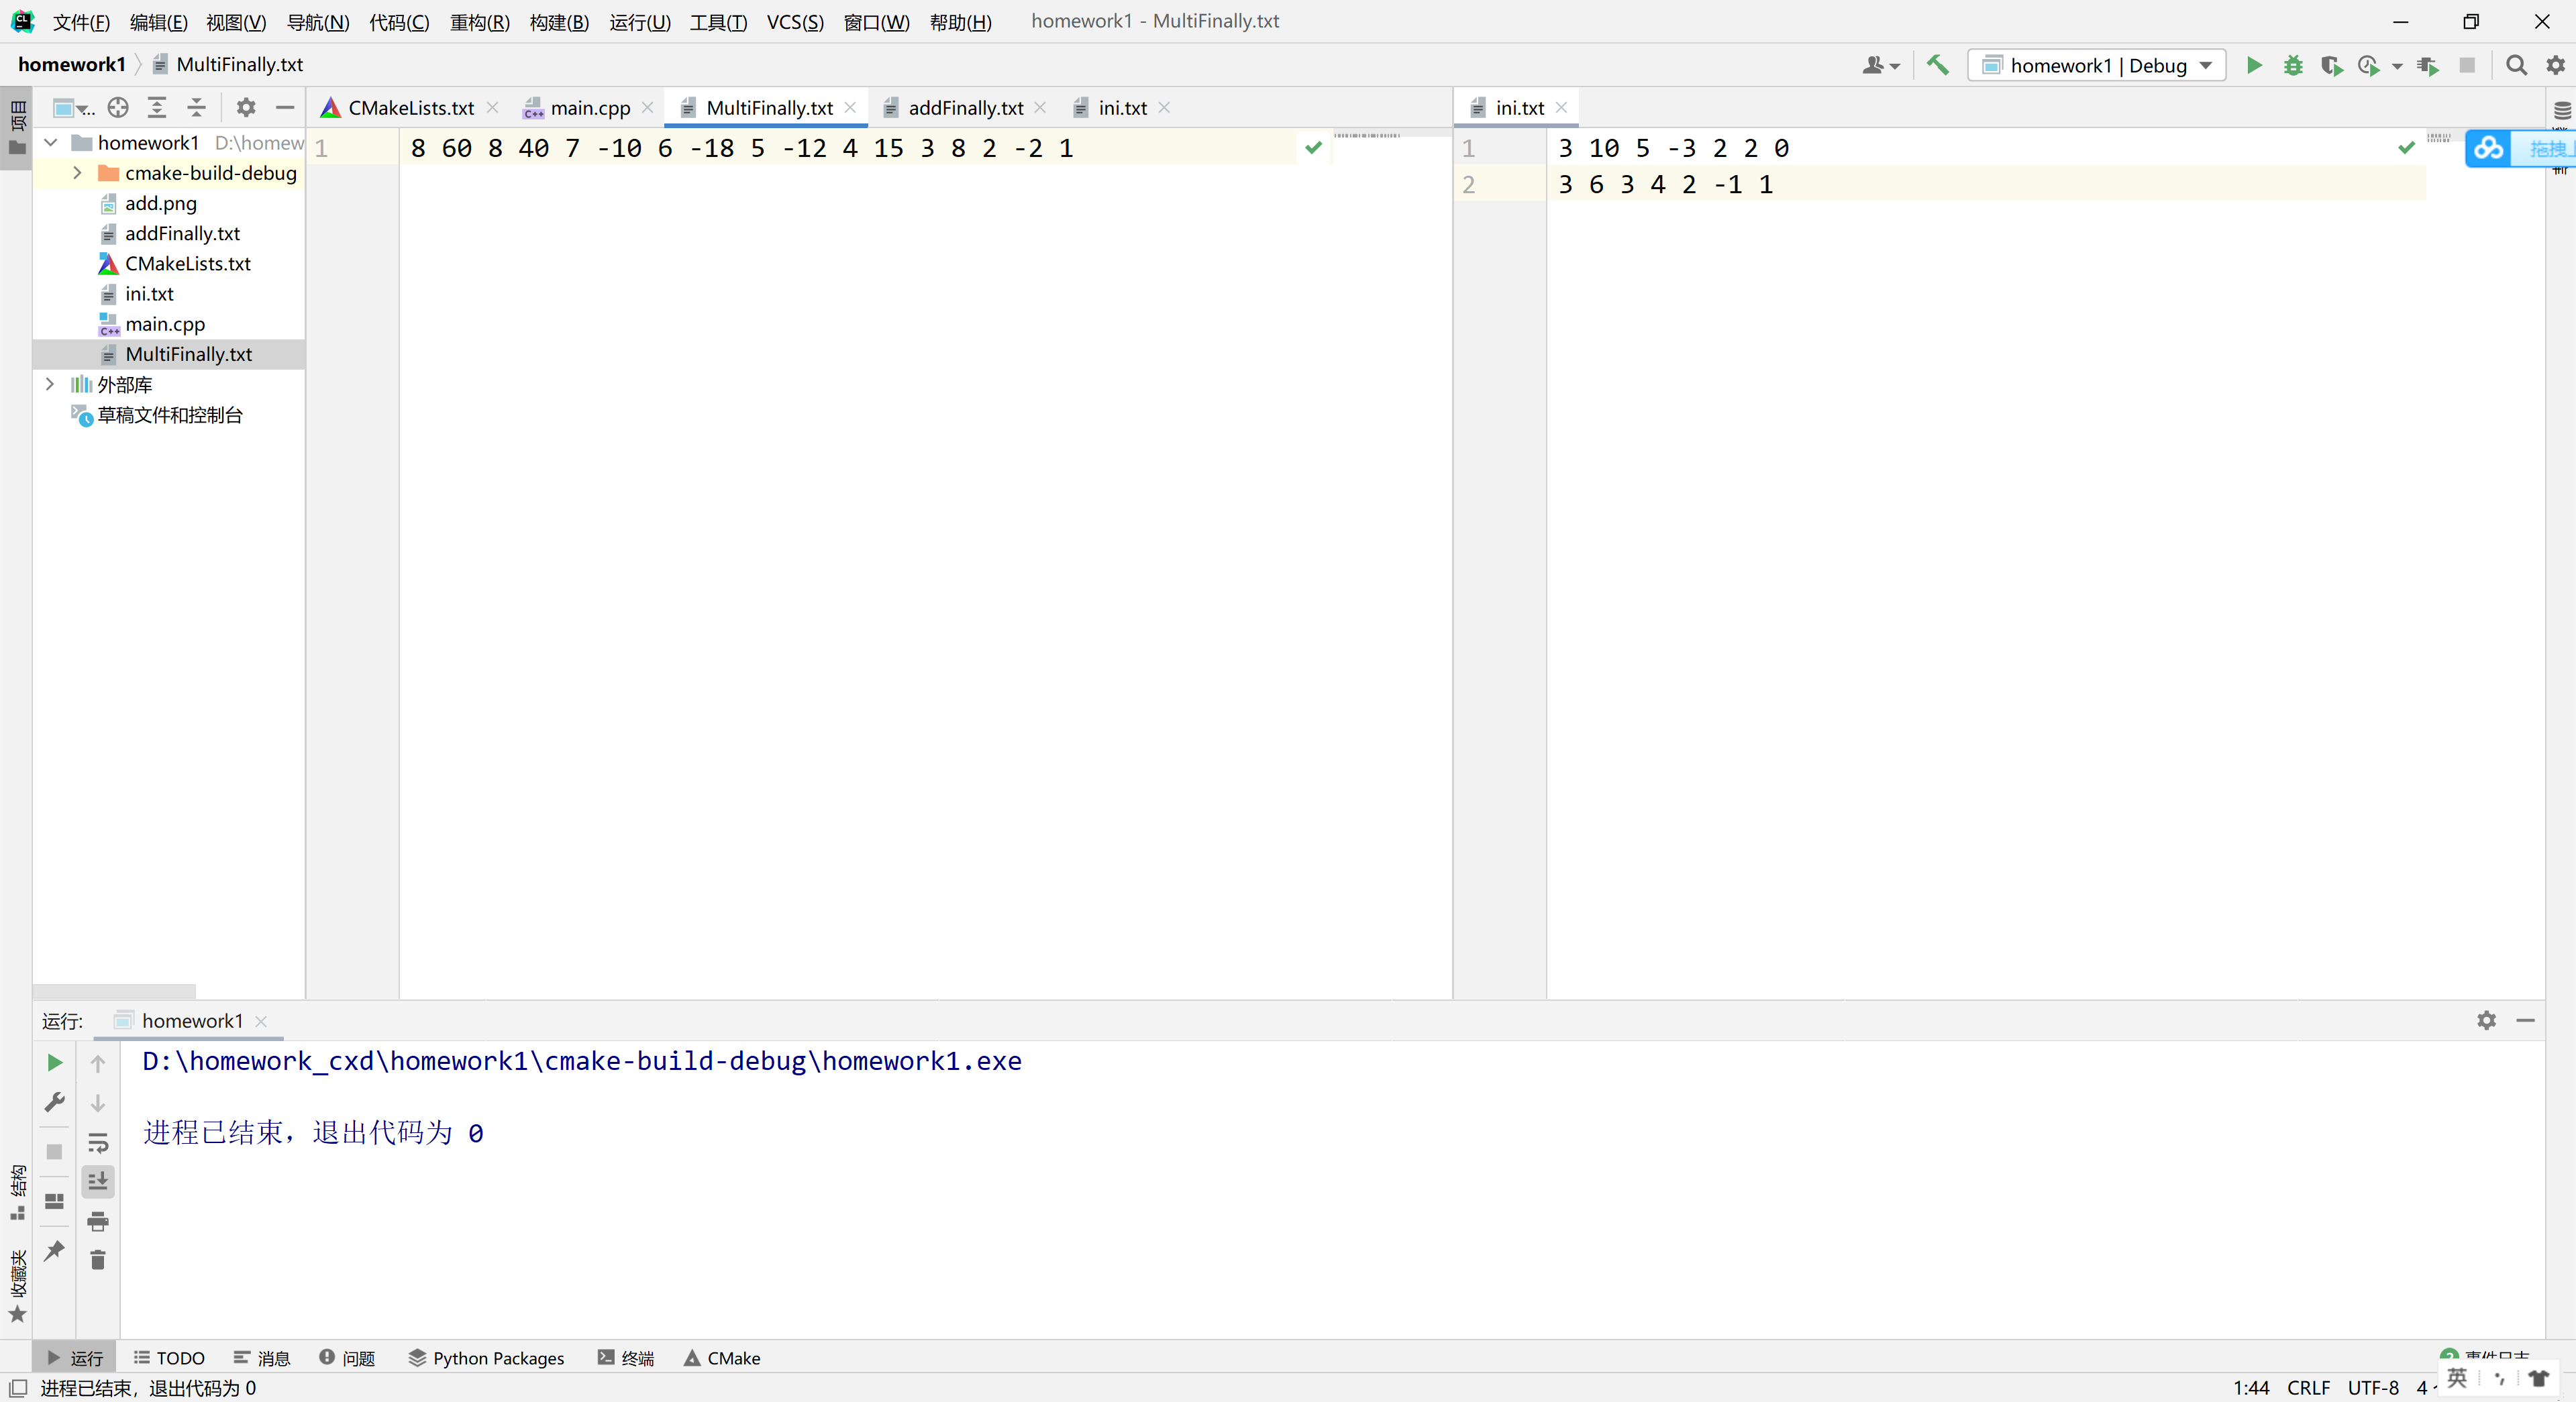 文件(F) 编辑(E) 视图(V) 导航(N) 代码(C) 重构(R) 构建(B) 运行(U) 工具(T) VCS(S) 窗口(W) 帮助(H) homework1 - MultiFinally.txt
homework1 MultiFinally.txt homework1 | Debug
项目
... CMakeLists.txt main.cpp MultiFinally.txt addFinally.txt ini.txt ini.txt
homework1 D:\homew
cmake-build-debug
add.png
addFinally.txt
CMakeLists.txt
ini.txt
main.cpp
MultiFinally.txt
外部库
草稿文件和控制台
1 8 60 8 40 7 -10 6 -18 5 -12 4 15 3 8 2 -2 1
1 3 10 5 -3 2 2 0
2 3 6 3 4 2 -1 1
拖拽
运行: homework1
D:\homework_cxd\homework1\cmake-build-debug\homework1.exe
进程已结束，退出代码为 0
结构
收藏夹
运行 TODO 消息 问题 Python Packages 终端 CMake
2 事件日志
进程已结束，退出代码为 0 1:44 CRLF UTF-8 4
英